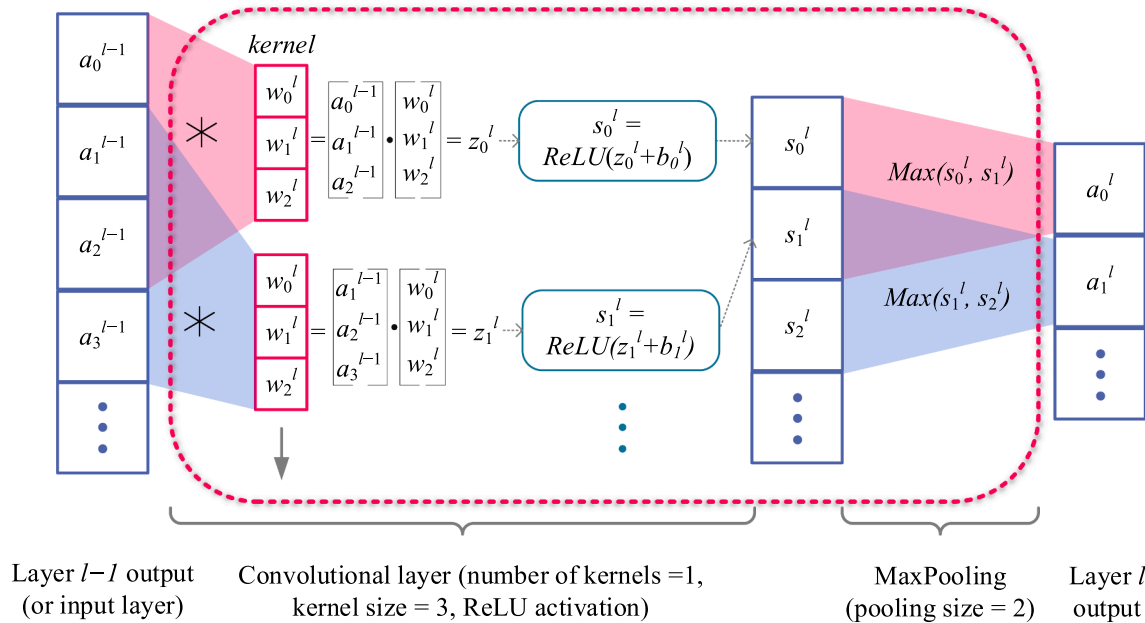 kernel
a₀ˡ⁻¹
a₁ˡ⁻¹
a₂ˡ⁻¹
a₃ˡ⁻¹
*
w₀ˡ
w₁ˡ
w₂ˡ
=
a₀ˡ⁻¹
a₁ˡ⁻¹
a₂ˡ⁻¹
•
w₀ˡ
w₁ˡ
w₂ˡ
= z₀ˡ
s₀ˡ =
ReLU(z₀ˡ+b₀ˡ)
*
w₀ˡ
w₁ˡ
w₂ˡ
=
a₁ˡ⁻¹
a₂ˡ⁻¹
a₃ˡ⁻¹
•
w₀ˡ
w₁ˡ
w₂ˡ
= z₁ˡ
s₁ˡ =
ReLU(z₁ˡ+b₁ˡ)
s₀ˡ
s₁ˡ
s₂ˡ
Max(s₀ˡ, s₁ˡ)
Max(s₁ˡ, s₂ˡ)
a₀ˡ
a₁ˡ
Layer l−1 output
(or input layer)
Convolutional layer (number of kernels =1,
kernel size = 3, ReLU activation)
MaxPooling
(pooling size = 2)
Layer l
output